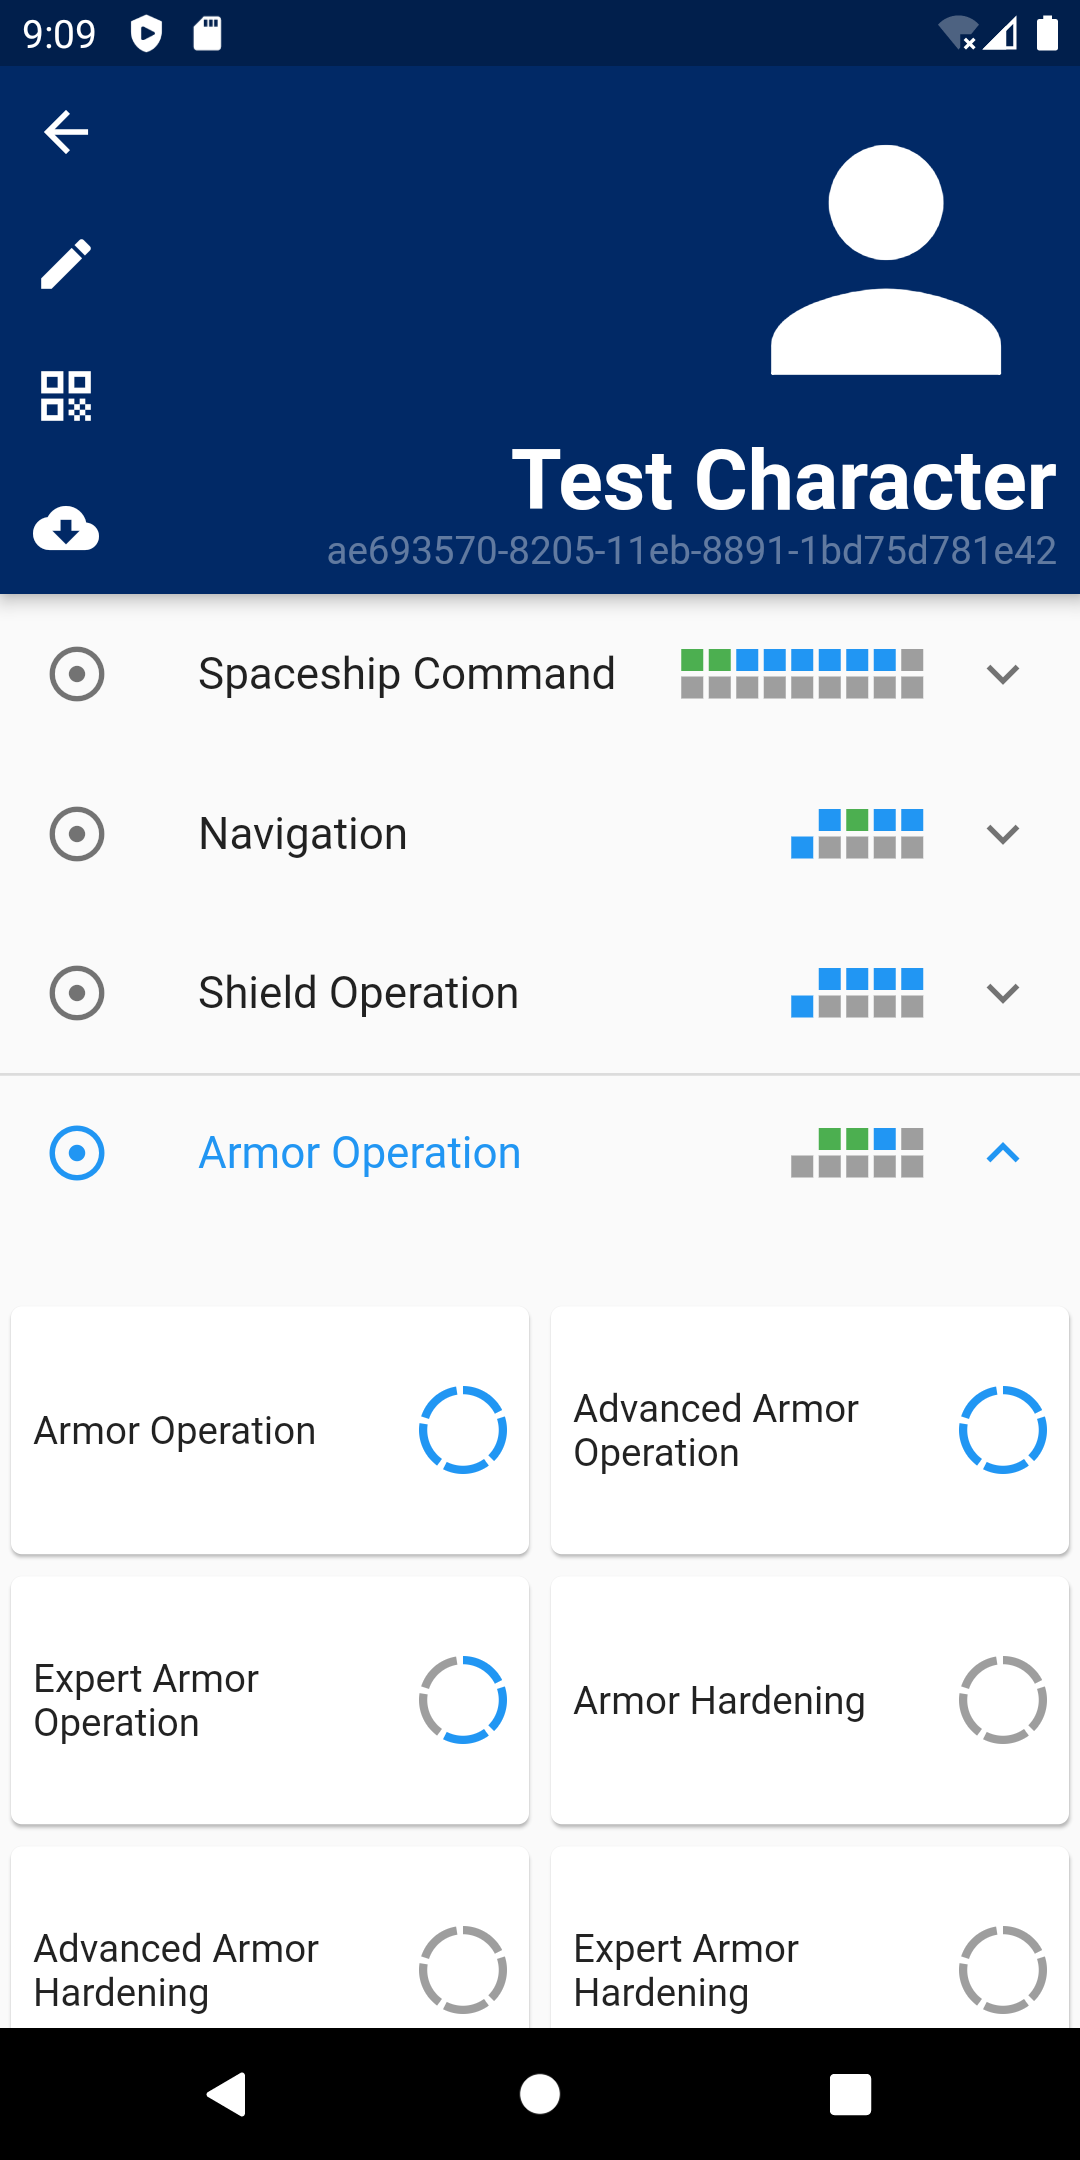 9:09
Test Character
ae693570-8205-11eb-8891-1bd75d781e42
Spaceship Command
Navigation
Shield Operation
Armor Operation
Armor Operation
Advanced Armor
Operation
Expert Armor
Operation
Armor Hardening
Advanced Armor
Hardening
Expert Armor
Hardening